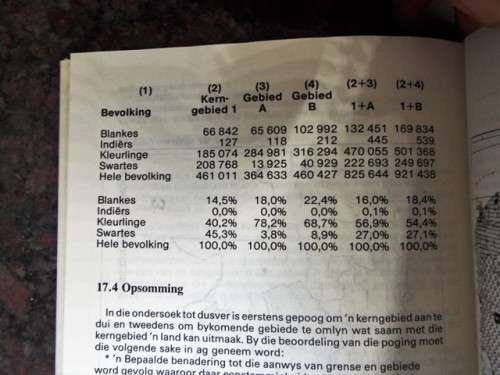 (1) (2) (3) (4) (2+3) (2+4)
Kern- Gebied Gebied
Bevolking gebied 1 A B 1+A 1+B
Blankes 66 842 65 609 102 992 132 451 169 834
Indiërs 127 118 212 445 539
Kleurlinge 185 074 284 981 316 294 470 055 501 368
Swartes 208 768 13 925 40 929 222 693 249 697
Hele bevolking 461 011 364 633 460 427 825 644 921 438
Blankes 14,5% 18,0% 22,4% 16,0% 18,4%
Indiërs 0,0% 0,0% 0,0% 0,1% 0,1%
Kleurlinge 40,2% 78,2% 68,7% 56,9% 54,4%
Swartes 45,3% 3,8% 8,9% 27,0% 27,1%
Hele bevolking 100,0% 100,0% 100,0% 100,0% 100,0%
17.4 Opsomming
In die ondersoek tot dusver is eerstens gepoog om 'n kerngebied aan te
dui en tweedens om bykomende gebiede te omlyn wat saam met die
kerngebied 'n land kan uitmaak. By die beoordeling van die poging moet
die volgende sake in ag geneem word:
* 'n Bepaalde benadering tot die aanwys van grense en gebiede
word gevolg waaroor daar